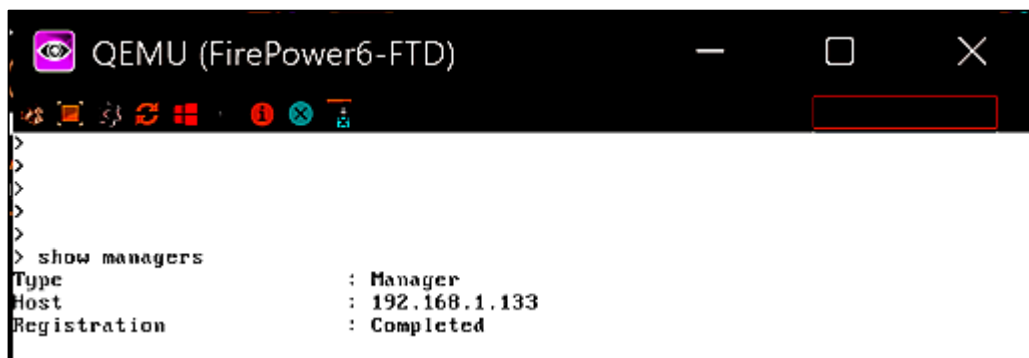 QEMU (FirePower6-FTD)
>
>
>
>
>
> show managers
Type : Manager
Host : 192.168.1.133
Registration : Completed